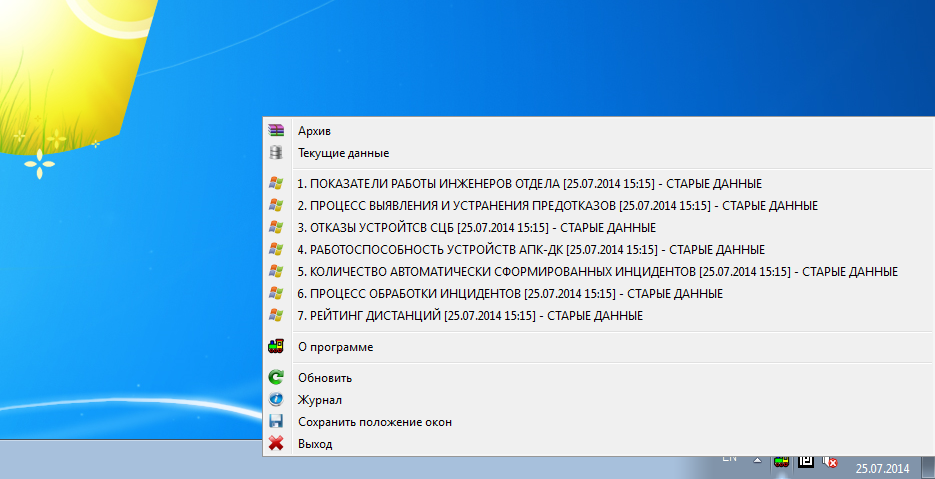 Архив
Текущие данные
1. ПОКАЗАТЕЛИ РАБОТЫ ИНЖЕНЕРОВ ОТДЕЛА [25.07.2014 15:15] - СТАРЫЕ ДАННЫЕ
2. ПРОЦЕСС ВЫЯВЛЕНИЯ И УСТРАНЕНИЯ ПРЕДОТКАЗОВ [25.07.2014 15:15] - СТАРЫЕ ДАННЫЕ
3. ОТКАЗЫ УСТРОЙТСВ СЦБ [25.07.2014 15:15] - СТАРЫЕ ДАННЫЕ
4. РАБОТОСПОСОБНОСТЬ УСТРОЙСТВ АПК-ДК [25.07.2014 15:15] - СТАРЫЕ ДАННЫЕ
5. КОЛИЧЕСТВО АВТОМАТИЧЕСКИ СФОРМИРОВАННЫХ ИНЦИДЕНТОВ [25.07.2014 15:15] - СТАРЫЕ ДАННЫЕ
6. ПРОЦЕСС ОБРАБОТКИ ИНЦИДЕНТОВ [25.07.2014 15:15] - СТАРЫЕ ДАННЫЕ
7. РЕЙТИНГ ДИСТАНЦИЙ [25.07.2014 15:15] - СТАРЫЕ ДАННЫЕ
О программе
Обновить
Журнал
Сохранить положение окон
Выход
EN
25.07.2014